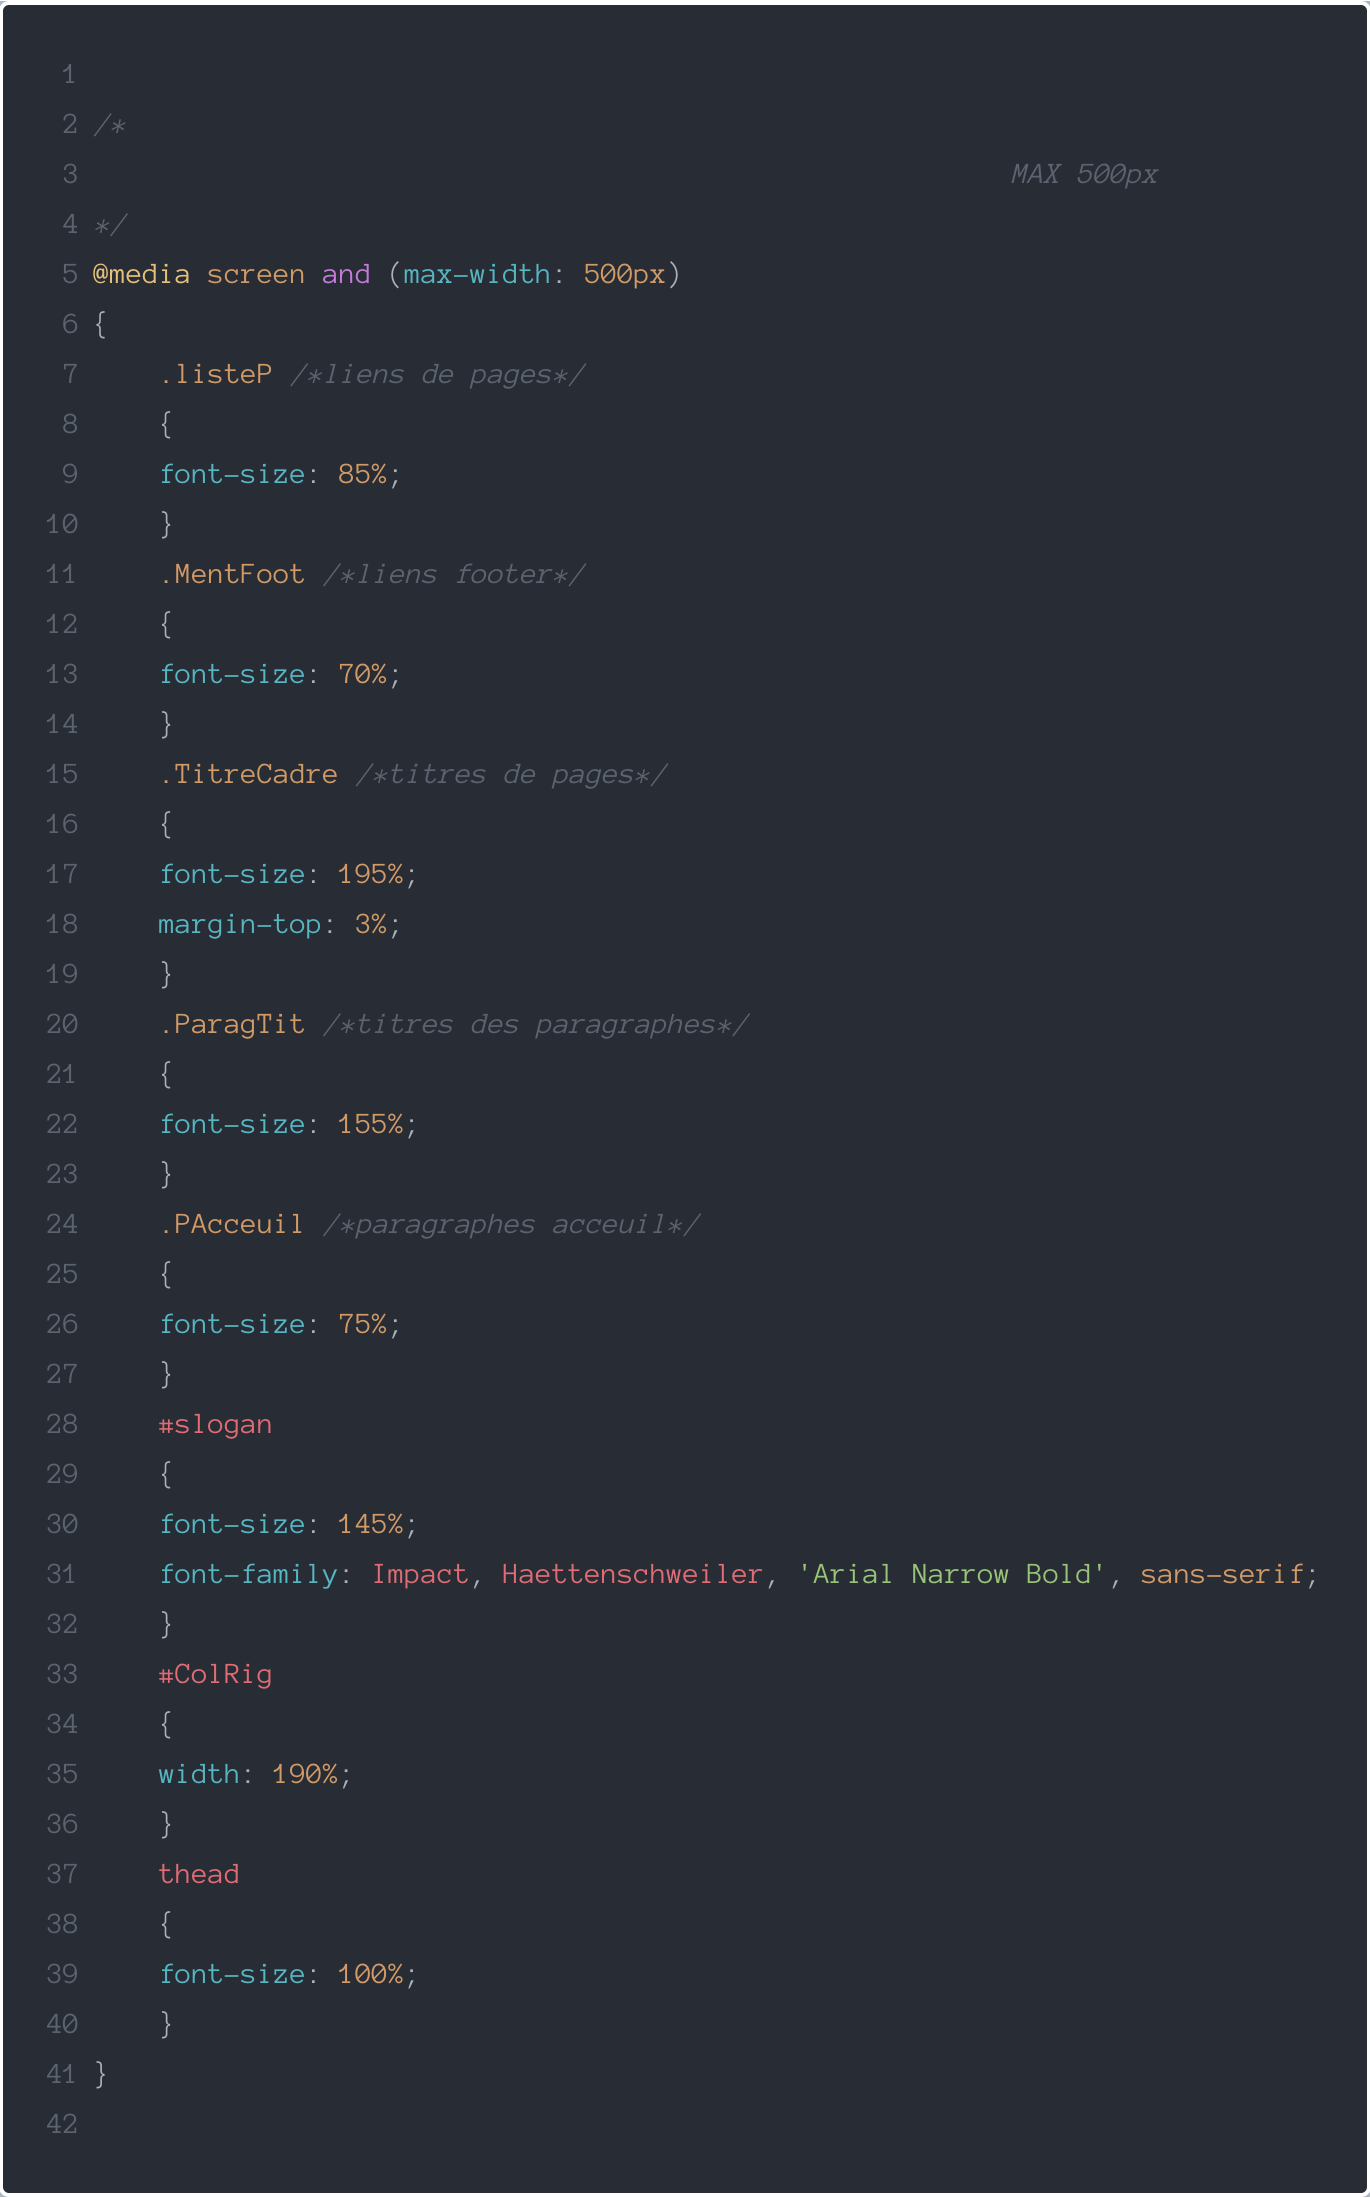 1
2 /*
3 MAX 500px
4 */
5 @media screen and (max-width: 500px)
6 {
7     .listeP /*liens de pages*/
8     {
9     font-size: 85%;
10     }
11     .MentFoot /*liens footer*/
12     {
13     font-size: 70%;
14     }
15     .TitreCadre /*titres de pages*/
16     {
17     font-size: 195%;
18     margin-top: 3%;
19     }
20     .ParagTit /*titres des paragraphes*/
21     {
22     font-size: 155%;
23     }
24     .PAcceuil /*paragraphes acceuil*/
25     {
26     font-size: 75%;
27     }
28     #slogan
29     {
30     font-size: 145%;
31     font-family: Impact, Haettenschweiler, 'Arial Narrow Bold', sans-serif;
32     }
33     #ColRig
34     {
35     width: 190%;
36     }
37     thead
38     {
39     font-size: 100%;
40     }
41 }
42